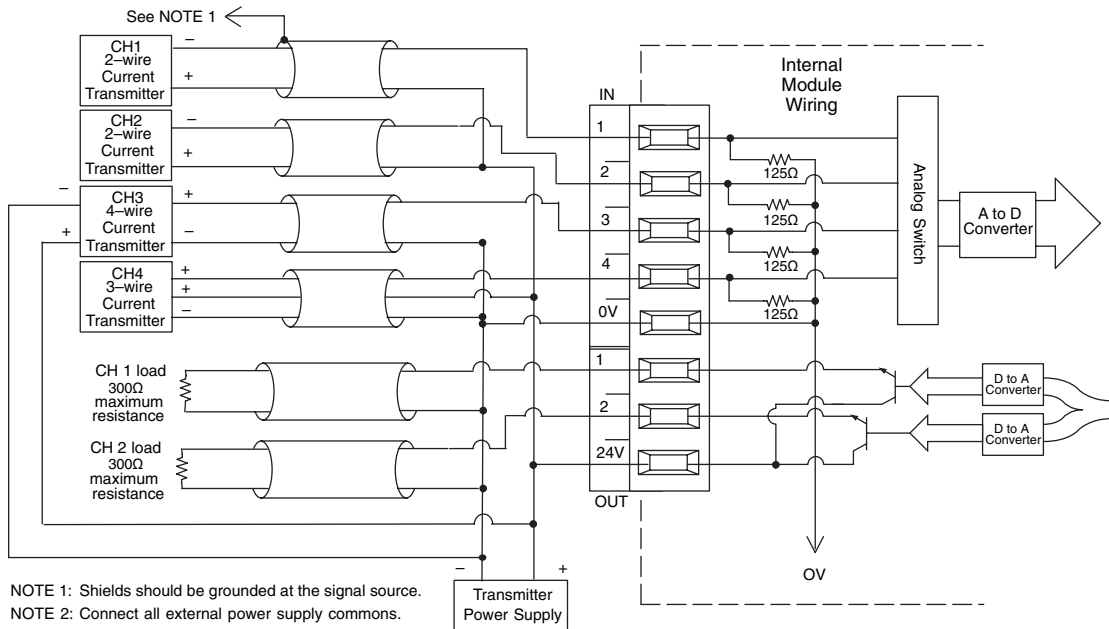 See NOTE 1
CH1
2–wire
Current
Transmitter
–
+
CH2
2–wire
Current
Transmitter
–
+
CH3
4–wire
Current
Transmitter
–
+
+
–
CH4
3–wire
Current
Transmitter
+
+
–
CH 1 load
300Ω
maximum
resistance
CH 2 load
300Ω
maximum
resistance
IN
1
2
3
4
0V
1
2
24V
OUT
Internal
Module
Wiring
125Ω
125Ω
125Ω
125Ω
Analog Switch
A to D
Converter
D to A
Converter
D to A
Converter
OV
–
+
Transmitter
Power Supply
NOTE 1: Shields should be grounded at the signal source.
NOTE 2: Connect all external power supply commons.